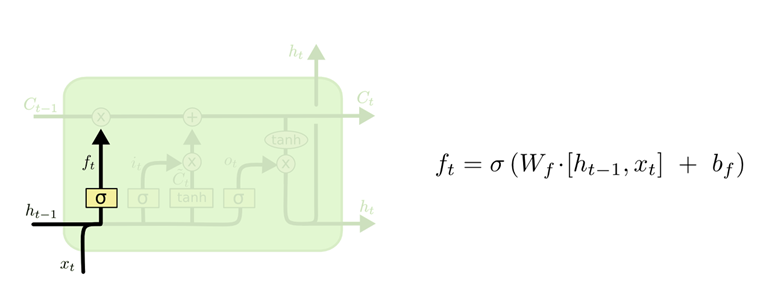 h_t
C_{t-1}
x
+
C_t
tanh
f_t
i_t
x
o_t
x
C̃_t
σ
σ
tanh
σ
h_{t-1}
h_t
x_t
f_t = σ (W_f·[h_{t-1}, x_t] + b_f)